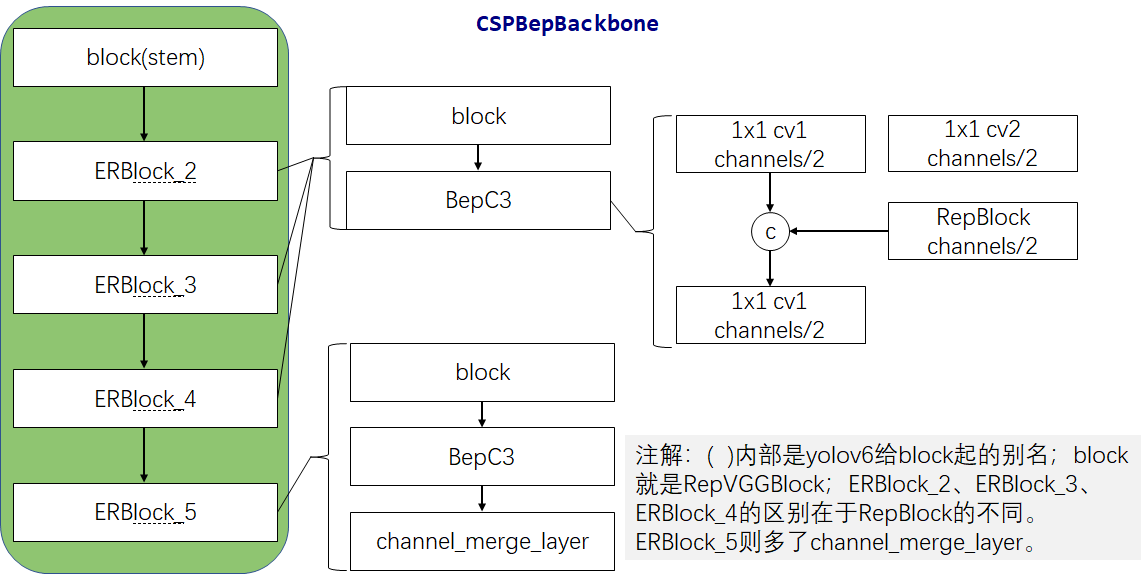 CSPBepBackbone
block(stem)
ERBlock_2
ERBlock_3
ERBlock_4
ERBlock_5
block
BepC3
1x1 cv1
channels/2
1x1 cv2
channels/2
c
RepBlock
channels/2
1x1 cv1
channels/2
block
BepC3
channel_merge_layer
注解：( )内部是yolov6给block起的别名；block
就是RepVGGBlock；ERBlock_2、ERBlock_3、
ERBlock_4的区别在于RepBlock的不同。
ERBlock_5则多了channel_merge_layer。